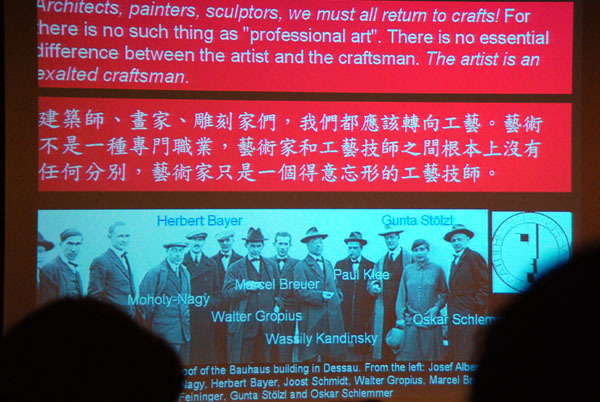 Architects, painters, sculptors, we must all return to crafts! For
there is no such thing as "professional art". There is no essential
difference between the artist and the craftsman. The artist is an
exalted craftsman.
建築師、畫家、雕刻家們，我們都應該轉向工藝。藝術
不是一種專門職業，藝術家和工藝技師之間根本上沒有
任何分別，藝術家只是一個得意忘形的工藝技師。
Herbert Bayer
Gunta Stölzl
Paul Klee
Marcel Breuer
Moholy-Nagy
Walter Gropius
Oskar Schlem
Wassily Kandinsky
oof of the Bauhaus building in Dessau. From the left: Josef Albe
Nagy, Herbert Bayer, Joost Schmidt, Walter Gropius, Marcel Br
Feininger, Gunta Stölzl and Oskar Schlemmer